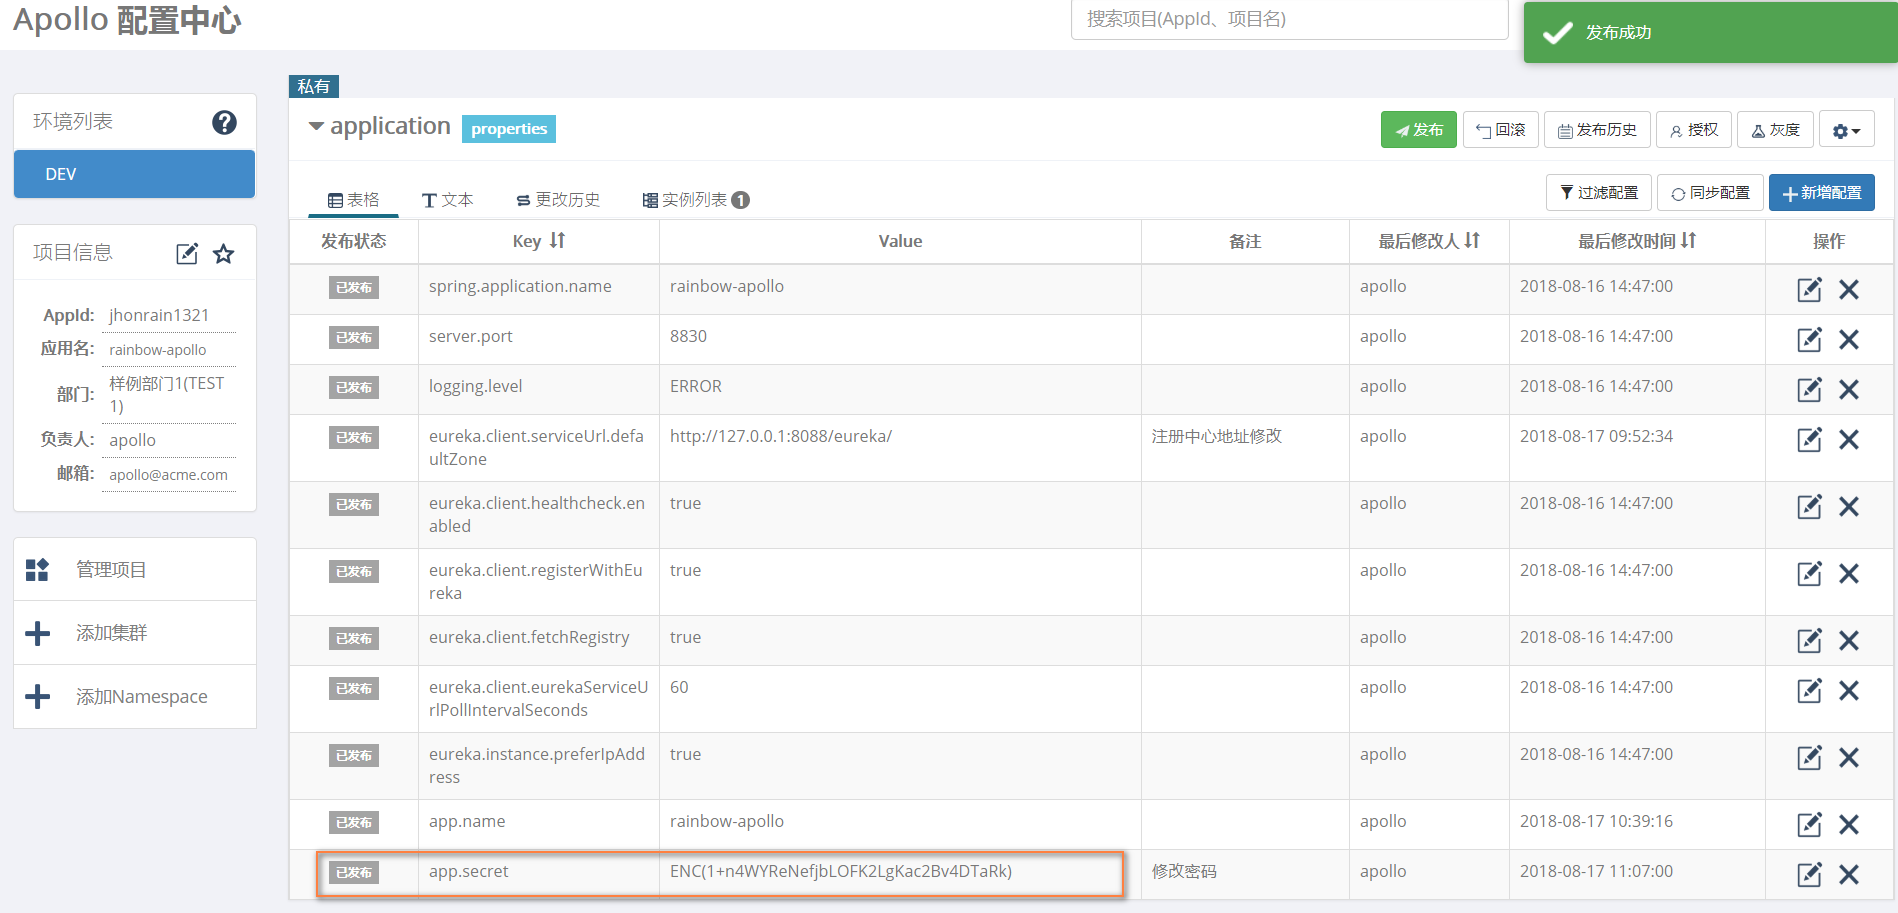 Apollo 配置中心
搜索项目(AppId、项目名)
发布成功
环境列表
DEV
项目信息
AppId: jhonrain1321
应用名: rainbow-apollo
部门: 样例部门1(TEST
1)
负责人: apollo
邮箱: apollo@acme.com
管理项目
添加集群
添加Namespace
私有
application properties
发布 回滚 发布历史 授权 灰度
表格 文本 更改历史 实例列表 1
过滤配置 同步配置 新增配置
发布状态 Key Value 备注 最后修改人 最后修改时间 操作
已发布 spring.application.name rainbow-apollo apollo 2018-08-16 14:47:00
已发布 server.port 8830 apollo 2018-08-16 14:47:00
已发布 logging.level ERROR apollo 2018-08-16 14:47:00
已发布 eureka.client.serviceUrl.defa http://127.0.0.1:8088/eureka/ 注册中心地址修改 apollo 2018-08-17 09:52:34
ultZone
已发布 eureka.client.healthcheck.en true apollo 2018-08-16 14:47:00
abled
已发布 eureka.client.registerWithEu true apollo 2018-08-16 14:47:00
reka
已发布 eureka.client.fetchRegistry true apollo 2018-08-16 14:47:00
已发布 eureka.client.eurekaServiceU 60 apollo 2018-08-16 14:47:00
rlPollIntervalSeconds
已发布 eureka.instance.preferIpAdd true apollo 2018-08-16 14:47:00
ress
已发布 app.name rainbow-apollo apollo 2018-08-17 10:39:16
已发布 app.secret ENC(1+n4WYReNefjbLOFK2LgKac2Bv4DTaRk) 修改密码 apollo 2018-08-17 11:07:00